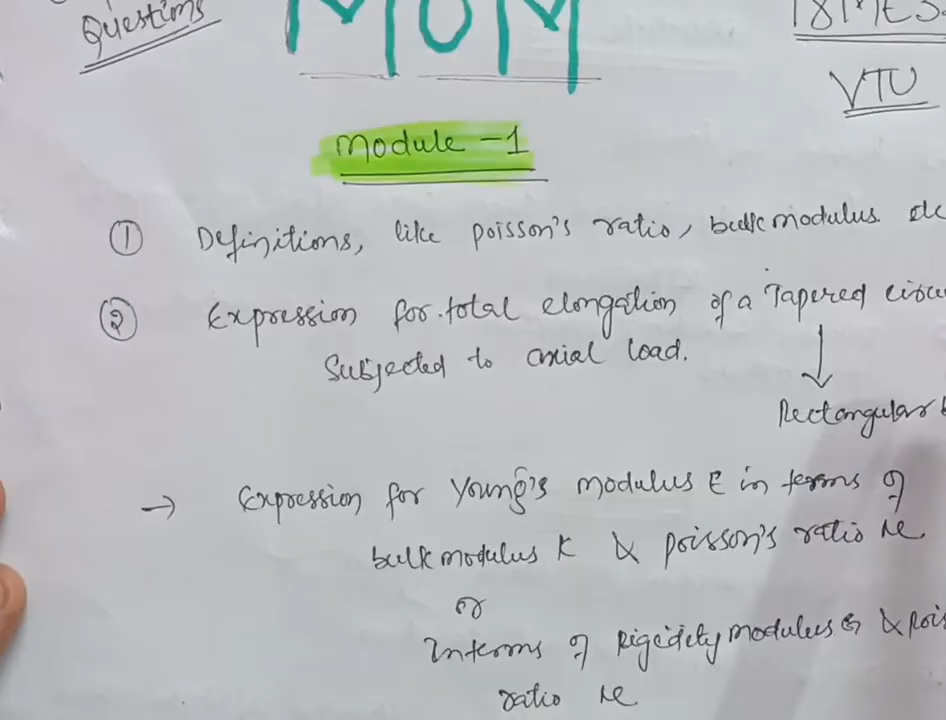 Questions
MOM
18ME3
VTU
Module -1
① Definitions, like poisson's ratio, bulk modulus etc
② Expression for total elongation of a Tapered circu
Subjected to axial load.
Rectangular b
→ Expression for Young's modulus E in terms of
bulk modulus K & poisson's ratio μ
or
Interms of Rigidity modulus G & pois
ratio μ